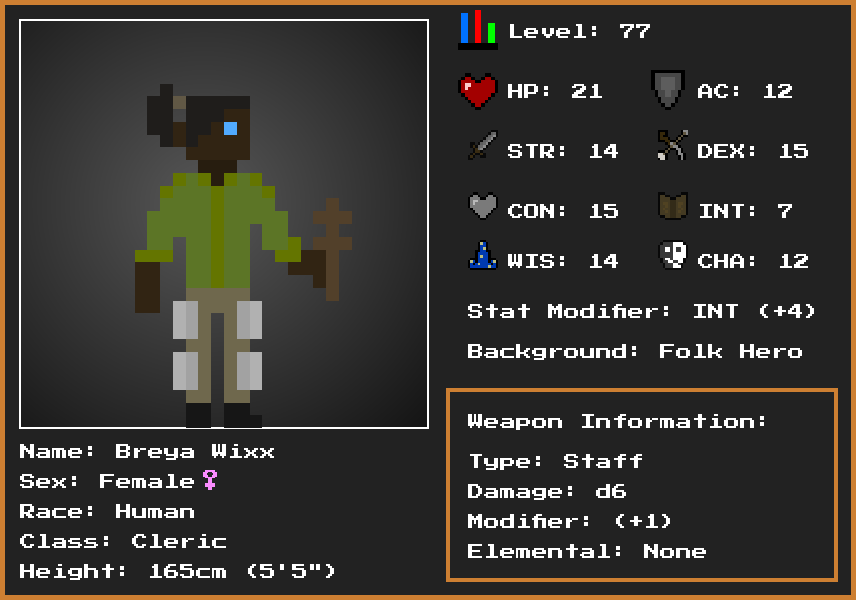 Level: 77
HP: 21
AC: 12
STR: 14
DEX: 15
CON: 15
INT: 7
WIS: 14
CHA: 12
Stat Modifier: INT (+4)
Background: Folk Hero
Weapon Information:
Type: Staff
Damage: d6
Modifier: (+1)
Elemental: None
Name: Breya Wixx
Sex: Female♀
Race: Human
Class: Cleric
Height: 165cm (5'5")